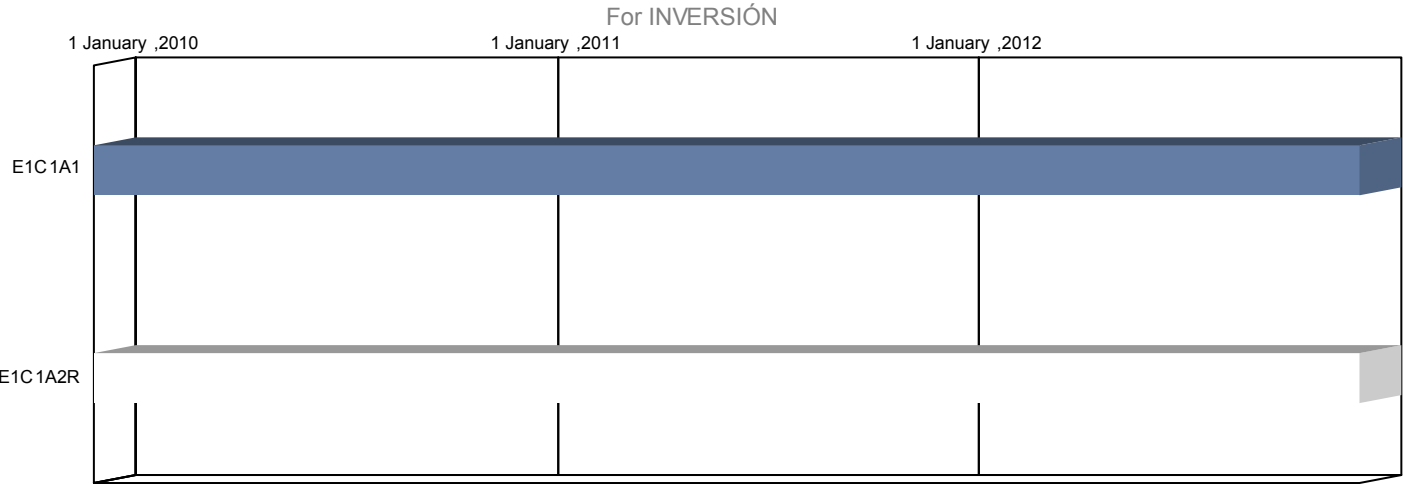 For INVERSIÓN
1 January ,2010 1 January ,2011 1 January ,2012
E1C1A1
E1C1A2R